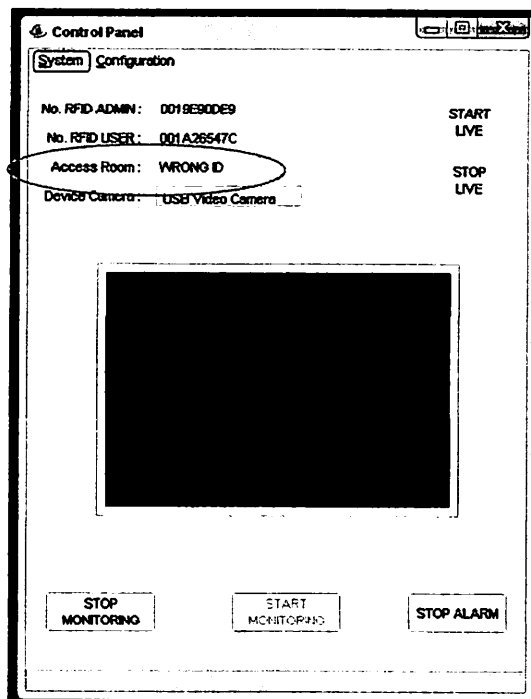 Control Panel
System Configuration
No. RFID ADMIN : 0019E90DE9
No. RFID USER : 001A26547C
Access Room : WRONG ID
Device Camera : USB Video Camera
START
LIVE
STOP
LIVE
STOP
MONITORING
START
MONITORING
STOP ALARM